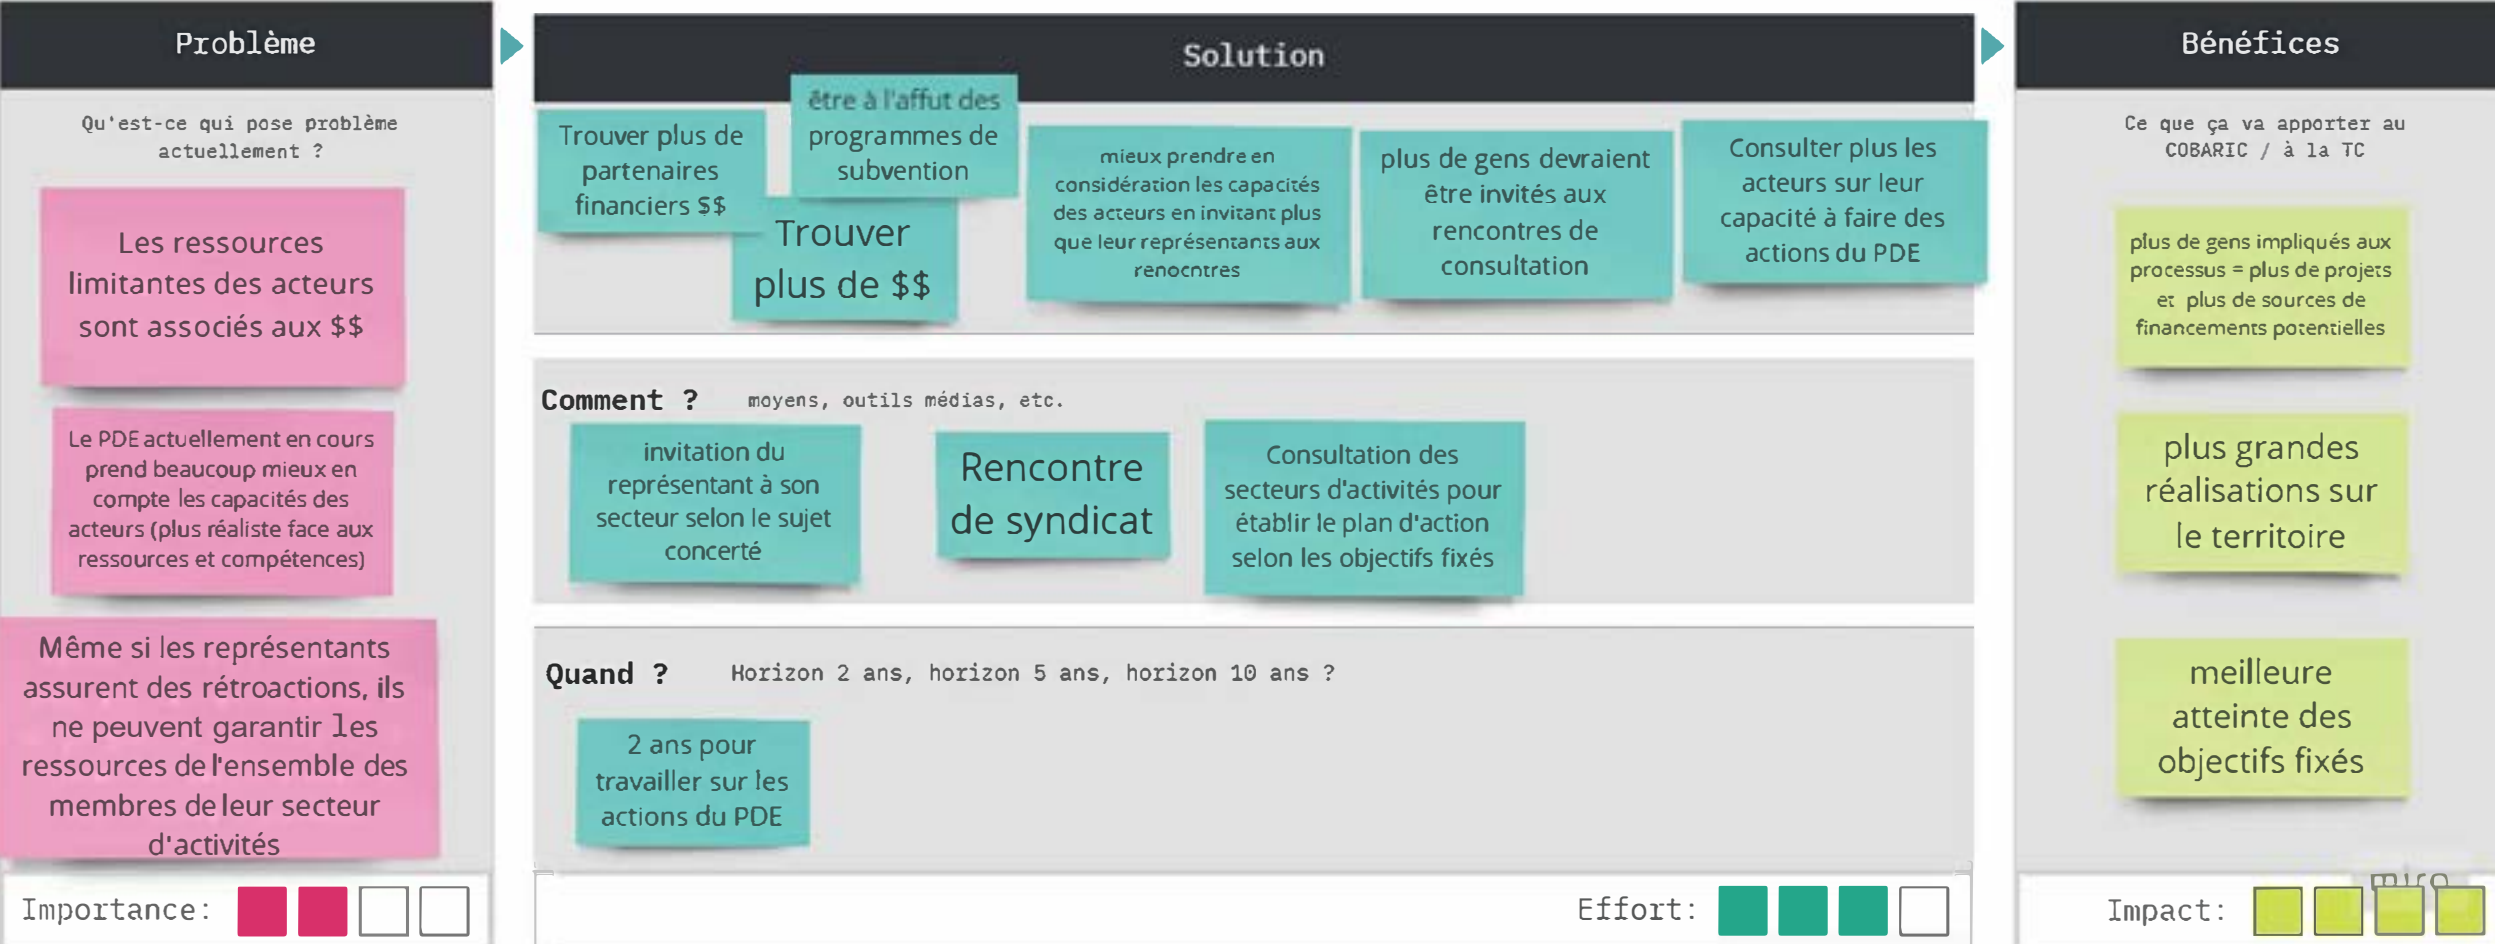 Problème
Qu'est-ce qui pose problème
actuellement ?
Les ressources
limitantes des acteurs
sont associés aux $$
Le PDE actuellement en cours
prend beaucoup mieux en
compte les capacités des
acteurs (plus réaliste face aux
ressources et compétences)
Même si les représentants
assurent des rétroactions, ils
ne peuvent garantir les
ressources de l'ensemble des
membres de leur secteur
d'activités
Importance:
Solution
Trouver plus de
partenaires
financiers $$
être à l'affut des
programmes de
subvention
Trouver
plus de $$
mieux prendre en
considération les capacités
des acteurs en invitant plus
que leur représentants aux
renocntres
plus de gens devraient
être invités aux
rencontres de
consultation
Consulter plus les
acteurs sur leur
capacité à faire des
actions du PDE
Comment ? moyens, outils médias, etc.
invitation du
représentant à son
secteur selon le sujet
concerté
Rencontre
de syndicat
Consultation des
secteurs d'activités pour
établir le plan d'action
selon les objectifs fixés
Quand ? Horizon 2 ans, horizon 5 ans, horizon 10 ans ?
2 ans pour
travailler sur les
actions du PDE
Effort:
Bénéfices
Ce que ça va apporter au
COBARIC / à la TC
plus de gens impliqués aux
processus = plus de projets
et plus de sources de
financements potentielles
plus grandes
réalisations sur
le territoire
meilleure
atteinte des
objectifs fixés
miro
Impact: